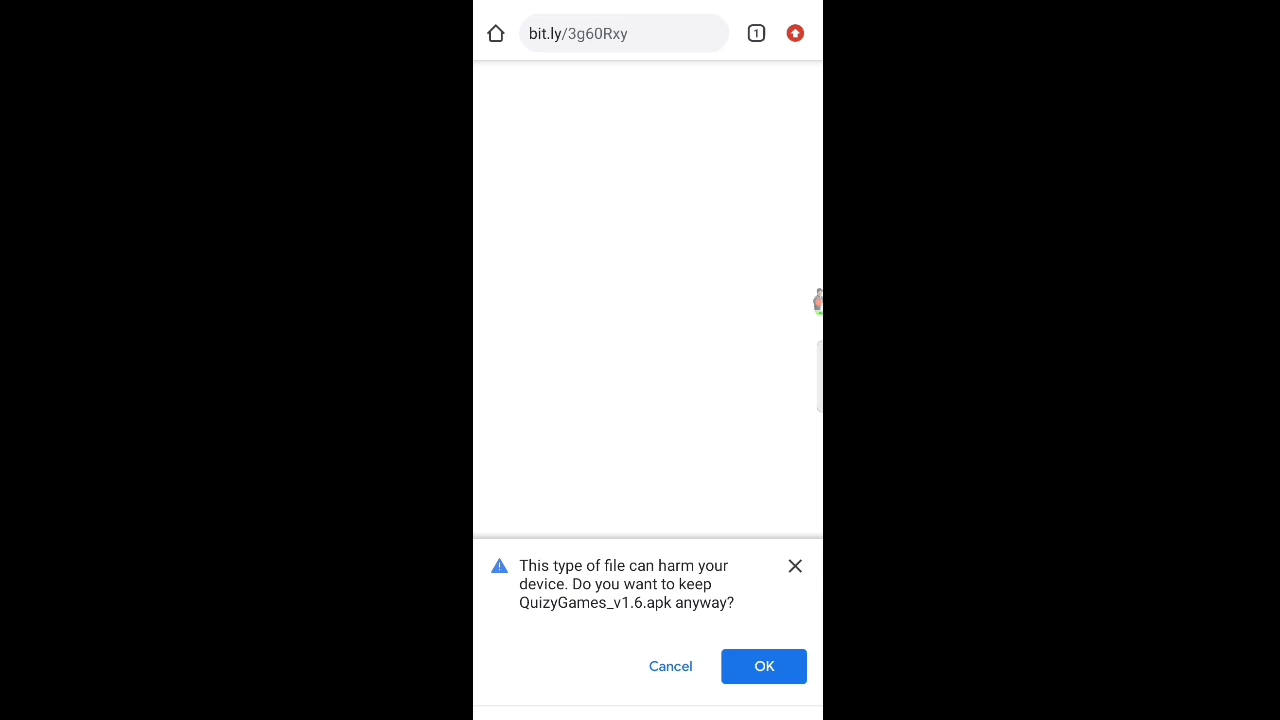 bit.ly/3g60Rxy
1
This type of file can harm your
device. Do you want to keep
QuizyGames_v1.6.apk anyway?
Cancel
OK